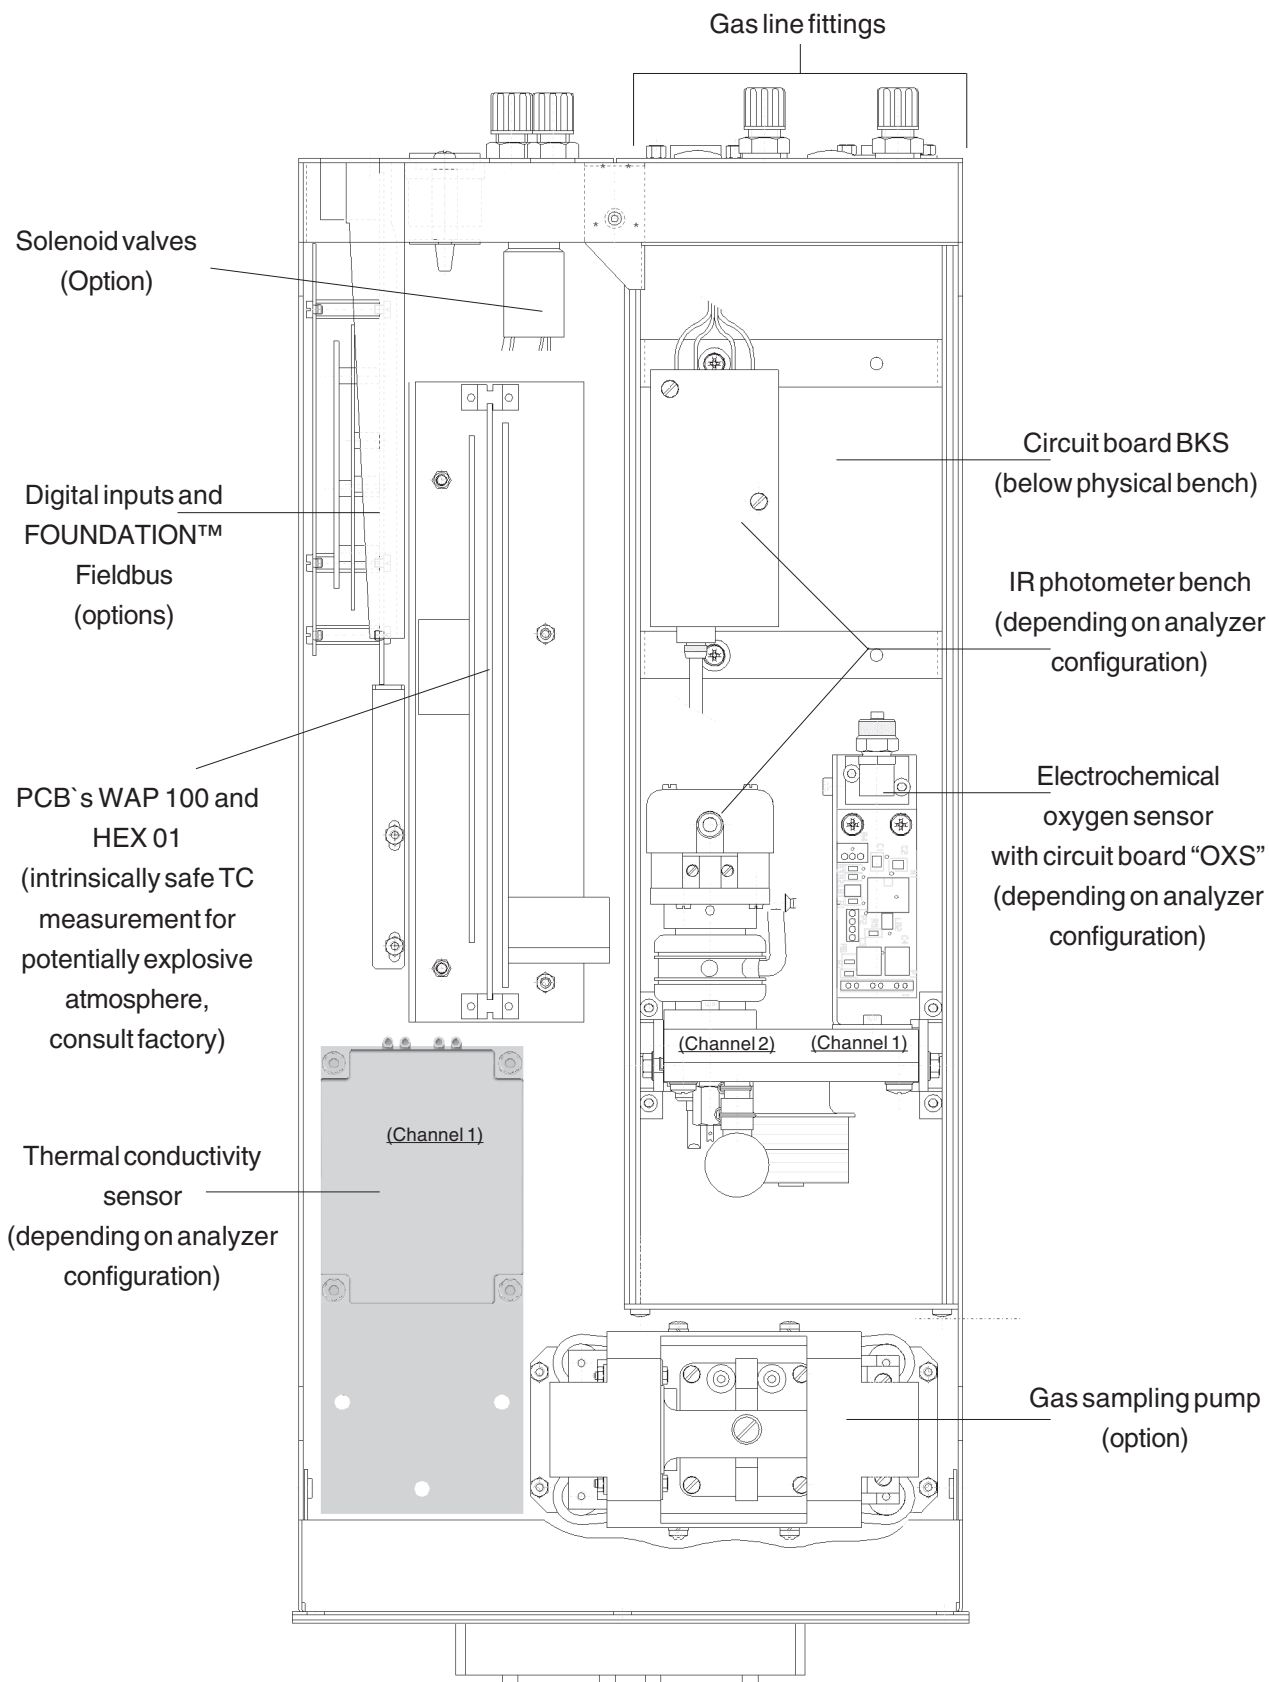 Gas line fittings
Solenoid valves
(Option)
Digital inputs and
FOUNDATION™
Fieldbus
(options)
PCB`s WAP 100 and
HEX 01
(intrinsically safe TC
measurement for
potentially explosive
atmosphere,
consult factory)
Thermal conductivity
sensor
(depending on analyzer
configuration)
Circuit board BKS
(below physical bench)
IR photometer bench
(depending on analyzer
configuration)
Electrochemical
oxygen sensor
with circuit board “OXS”
(depending on analyzer
configuration)
Gas sampling pump
(option)
(Channel 2)
(Channel 1)
(Channel 1)